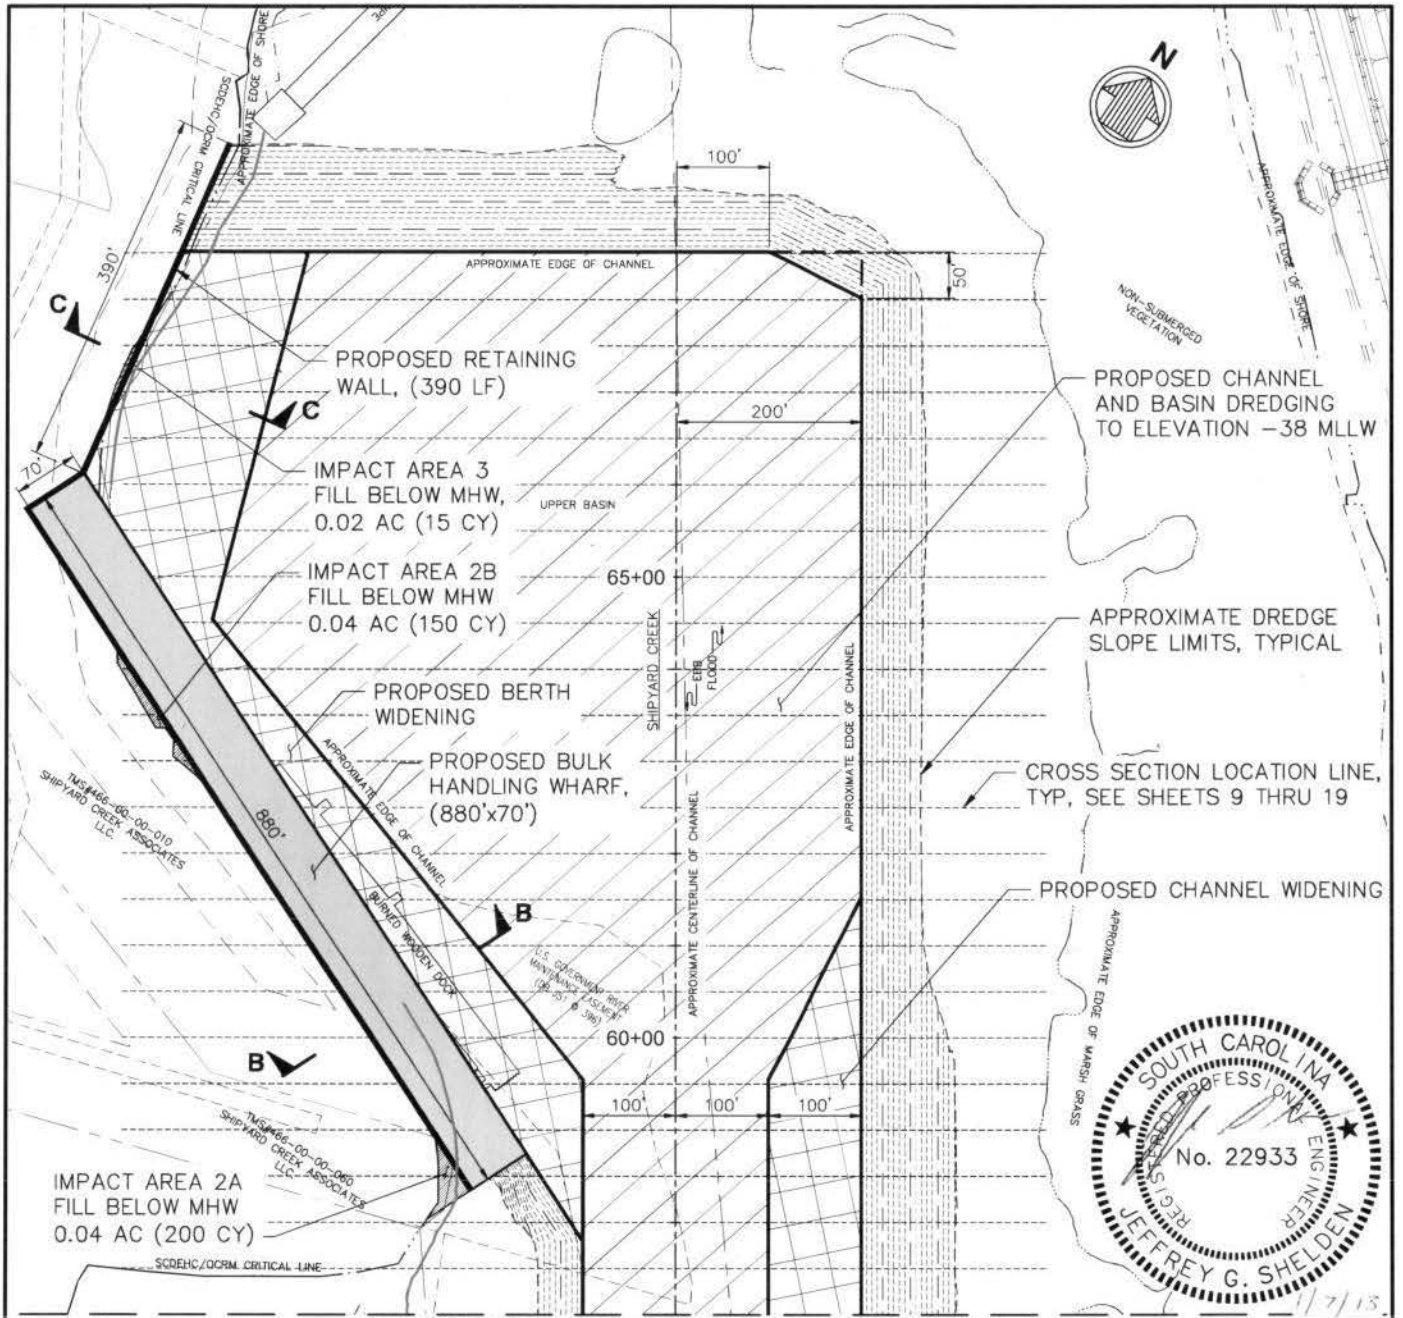 N
APPROXIMATE EDGE OF SHORE
SCDEHC/OCRM CRITICAL LINE
100'
390'
APPROXIMATE EDGE OF CHANNEL
50'
APPROXIMATE EDGE OF SHORE
NON-SUBMERGED
VEGETATION
C
PROPOSED RETAINING
WALL, (390 LF)
C
200'
PROPOSED CHANNEL
AND BASIN DREDGING
TO ELEVATION -38 MLLW
70'
IMPACT AREA 3
FILL BELOW MHW,
0.02 AC (15 CY)
UPPER BASIN
IMPACT AREA 2B
FILL BELOW MHW
0.04 AC (150 CY)
65+00
SHIPYARD CREEK
EBB
FLOOD
APPROXIMATE EDGE OF CHANNEL
APPROXIMATE DREDGE
SLOPE LIMITS, TYPICAL
PROPOSED BERTH
WIDENING
APPROXIMATE EDGE OF CHANNEL
PROPOSED BULK
HANDLING WHARF,
(880'x70')
880'
TMS#466-00-00-010
SHIPYARD CREEK ASSOCIATES
LLC.
CROSS SECTION LOCATION LINE,
TYP, SEE SHEETS 9 THRU 19
APPROXIMATE CENTERLINE OF CHANNEL
PROPOSED CHANNEL WIDENING
BURNED WOODEN DOCK
B
U.S. GOVERNMENT RIVER
MAINTENANCE EASEMENT
APPROXIMATE EDGE OF MARSH GRASS
60+00
B
100'
100'
100'
TMS#466-00-00-060
SHIPYARD CREEK ASSOCIATES
LLC.
IMPACT AREA 2A
FILL BELOW MHW
0.04 AC (200 CY)
SCDEHC/OCRM CRITICAL LINE
SOUTH CAROLINA
REGISTERED PROFESSIONAL ENGINEER
No. 22933
JEFFREY G. SHELDEN